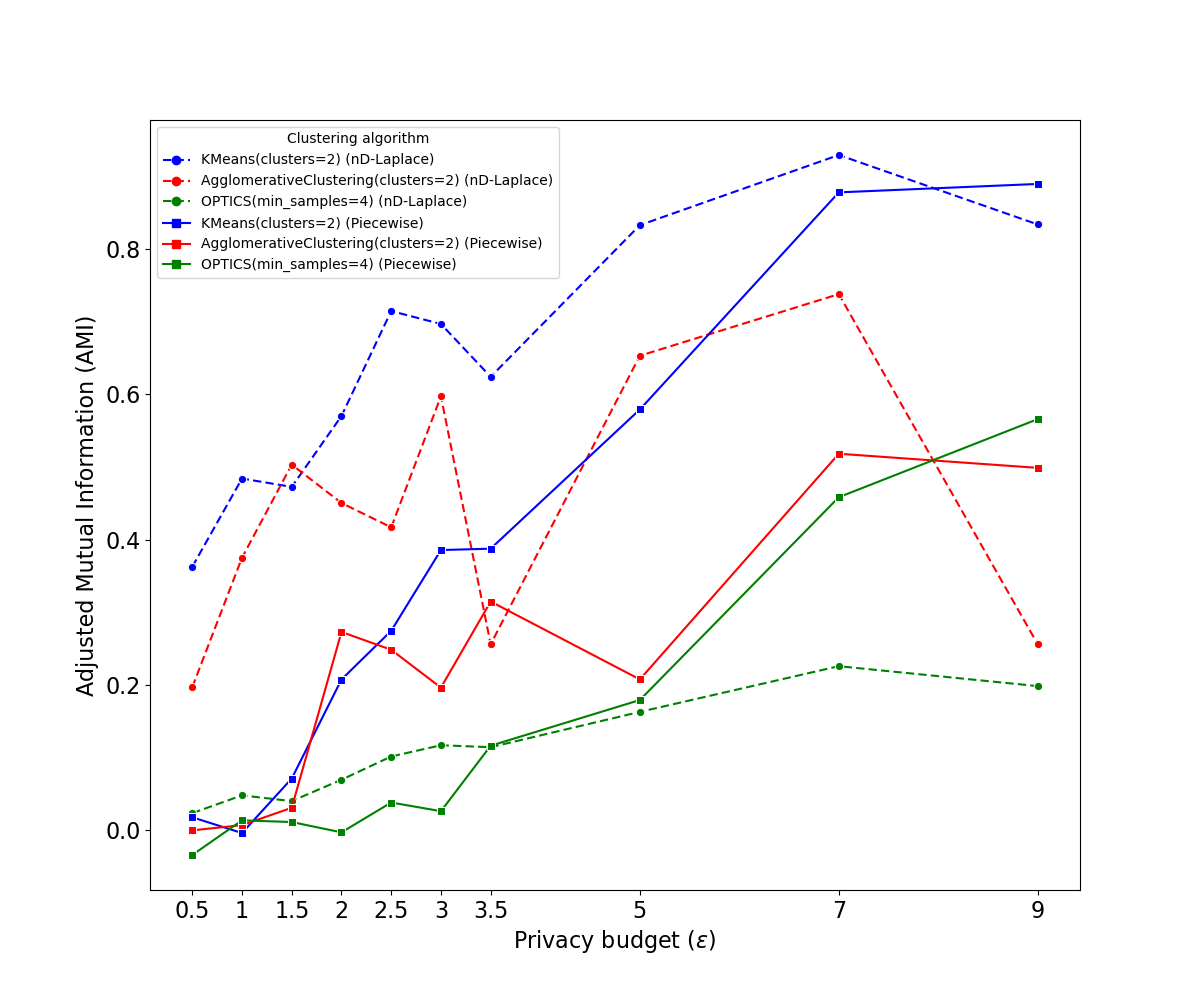 Clustering algorithm
KMeans(clusters=2) (nD-Laplace)
AgglomerativeClustering(clusters=2) (nD-Laplace)
OPTICS(min_samples=4) (nD-Laplace)
KMeans(clusters=2) (Piecewise)
AgglomerativeClustering(clusters=2) (Piecewise)
OPTICS(min_samples=4) (Piecewise)
Adjusted Mutual Information (AMI)
0.8
0.6
0.4
0.2
0.0
0.5 1 1.5 2 2.5 3 3.5 5 7 9
Privacy budget (ε)